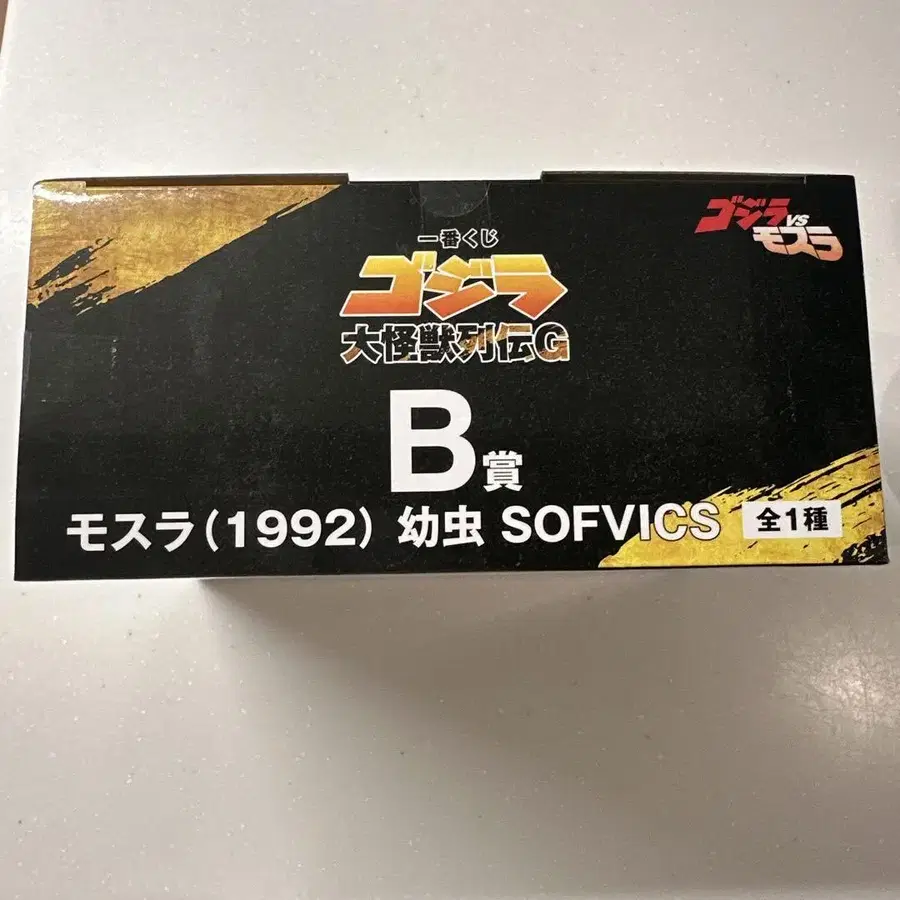 一番くじ
ゴジラ
大怪獣列伝G
ゴジラVSモスラ
B賞
モスラ(1992) 幼虫 SOFVICS 全1種